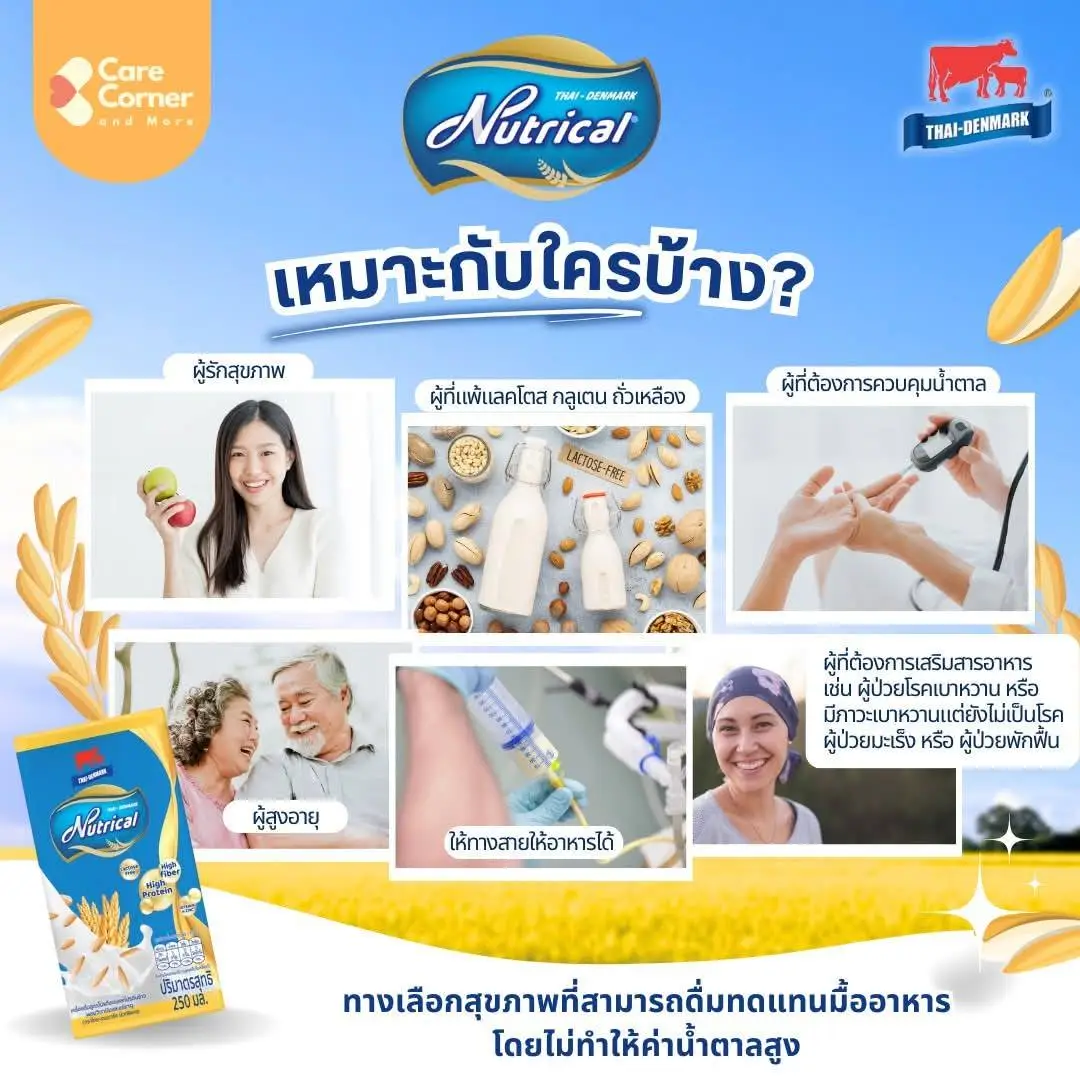 Care
Corner
and More
THAI-DENMARK
Nutrical
THAI-DENMARK
เหมาะกับใครบ้าง?
ผู้รักสุขภาพ
ผู้ที่แพ้แลคโตส กลูเตน ถั่วเหลือง
ผู้ที่ต้องการควบคุมน้ำตาล
LACTOSE-FREE
ผู้สูงอายุ
ให้ทางสายให้อาหารได้
ผู้ที่ต้องการเสริมสารอาหาร
เช่น ผู้ป่วยโรคเบาหวาน หรือ
มีภาวะเบาหวานแต่ยังไม่เป็นโรค
ผู้ป่วยมะเร็ง หรือ ผู้ป่วยพักฟื้น
THAI-DENMARK
THAI-DENMARK
Nutrical
Lactose
Free
High
fiber
High
Protein
ปริมาตรสุทธิ
250 มล.
ทางเลือกสุขภาพที่สามารถดื่มทดแทนมื้ออาหาร
โดยไม่ทำให้ค่าน้ำตาลสูง